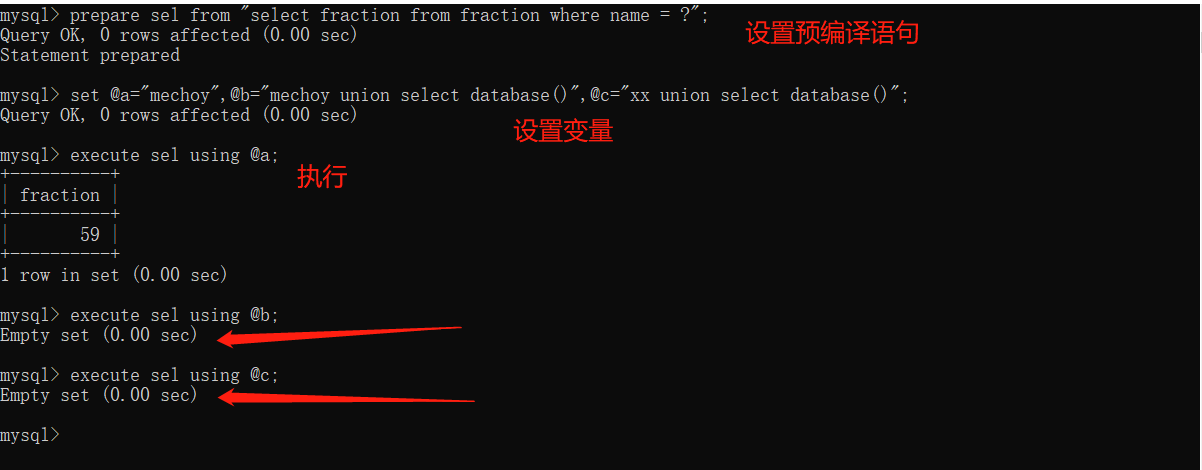 mysql> prepare sel from "select fraction from fraction where name = ?";
设置预编译语句
Query OK, 0 rows affected (0.00 sec)
Statement prepared
mysql> set @a="mechoy",@b="mechoy union select database()",@c="xx union select database()";
Query OK, 0 rows affected (0.00 sec)
设置变量
mysql> execute sel using @a;
执行
+----------+
| fraction |
+----------+
|       59 |
+----------+
1 row in set (0.00 sec)
mysql> execute sel using @b;
Empty set (0.00 sec)
mysql> execute sel using @c;
Empty set (0.00 sec)
mysql>